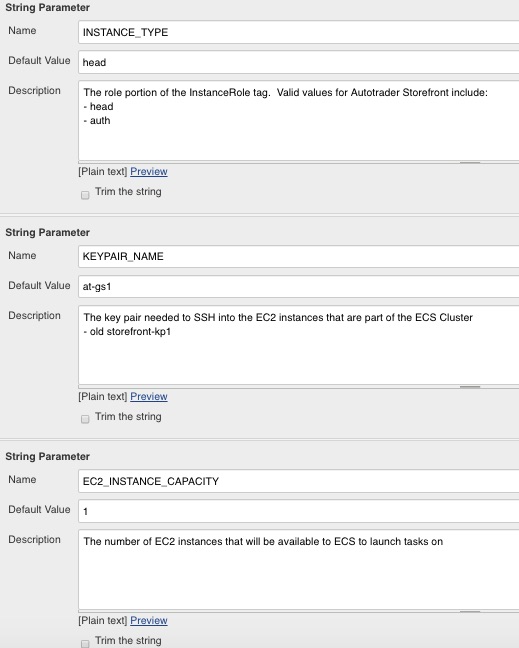 String Parameter
Name INSTANCE_TYPE
Default Value head
Description The role portion of the InstanceRole tag.  Valid values for Autotrader Storefront include:
- head
- auth
[Plain text] Preview
Trim the string
String Parameter
Name KEYPAIR_NAME
Default Value at-gs1
Description The key pair needed to SSH into the EC2 instances that are part of the ECS Cluster
- old storefront-kp1
[Plain text] Preview
Trim the string
String Parameter
Name EC2_INSTANCE_CAPACITY
Default Value 1
Description The number of EC2 instances that will be available to ECS to launch tasks on
[Plain text] Preview
Trim the string